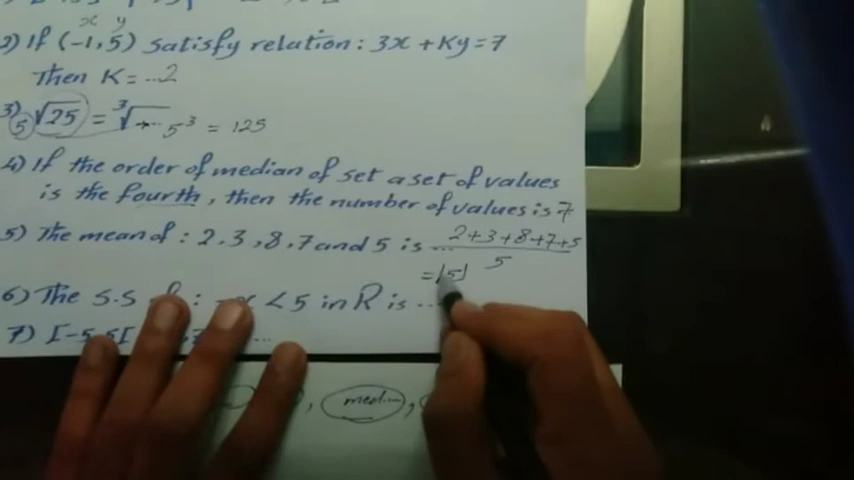 x y
2) If (-1,5) satisfy relation: 3x + Ky = 7
Then K = ...2
3) 5 √25 = ³√ ... 5³ = 125
4) If the order of median of set a set of values
is the fourth, then the number of values is 7
5) The mean of : 2,3,8,7 and 5 is ... 2+3+8+7+5
5
= 5
6) The S.S : < 5 in R is ...
7) [-5,5[ ...
median,